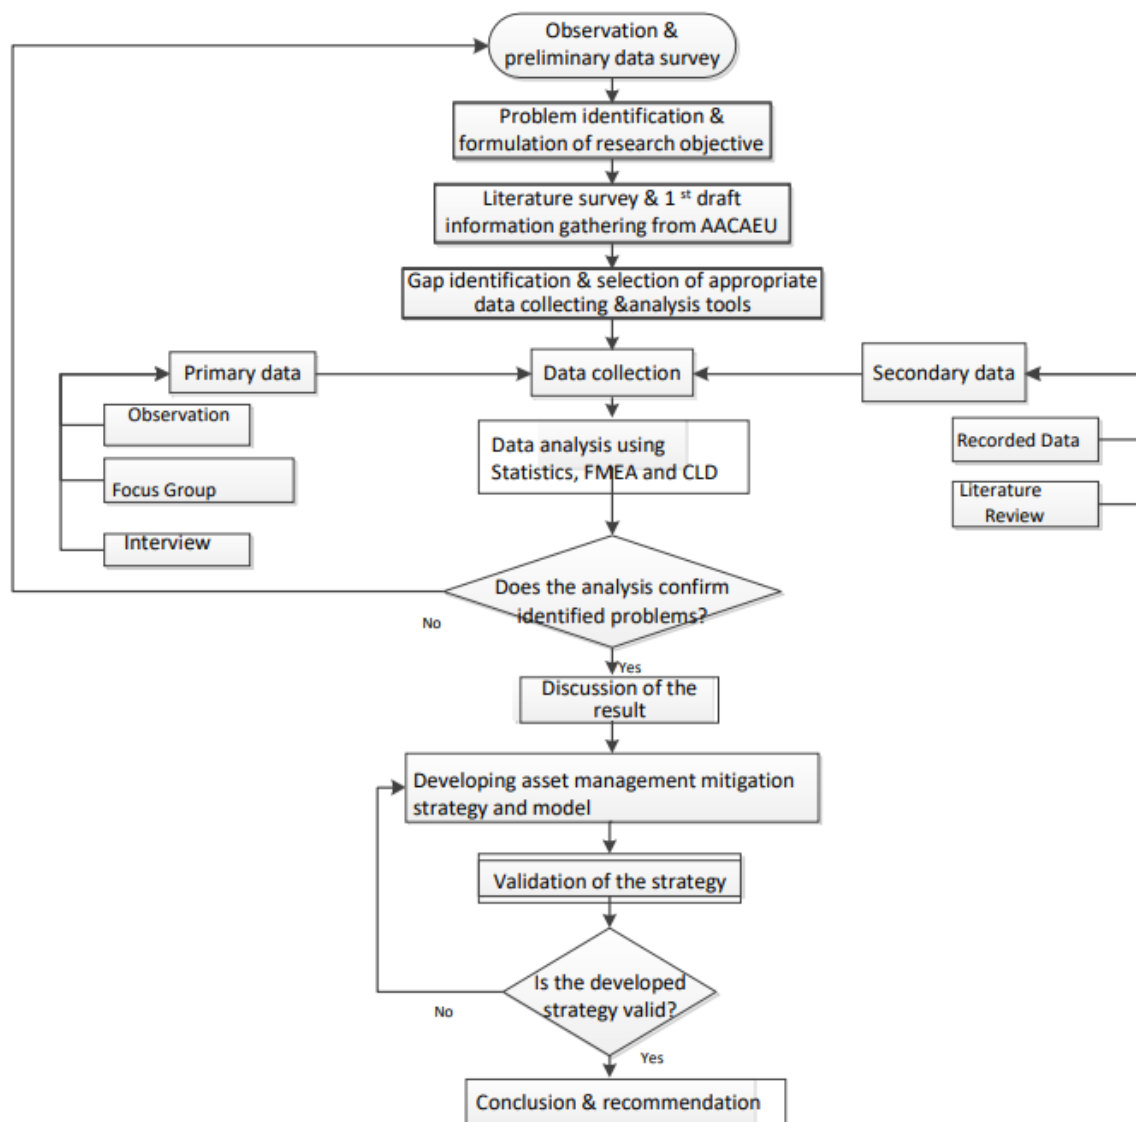 Observation &
preliminary data survey
Problem identification &
formulation of research objective
Literature survey & 1 st draft
information gathering from AACAEU
Gap identification & selection of appropriate
data collecting &analysis tools
Primary data
Data collection
Secondary data
Observation
Focus Group
Interview
Recorded Data
Literature
Review
Data analysis using
Statistics, FMEA and CLD
Does the analysis confirm
identified problems?
No
Yes
Discussion of the
result
Developing asset management mitigation
strategy and model
Validation of the strategy
Is the developed
strategy valid?
No
Yes
Conclusion & recommendation